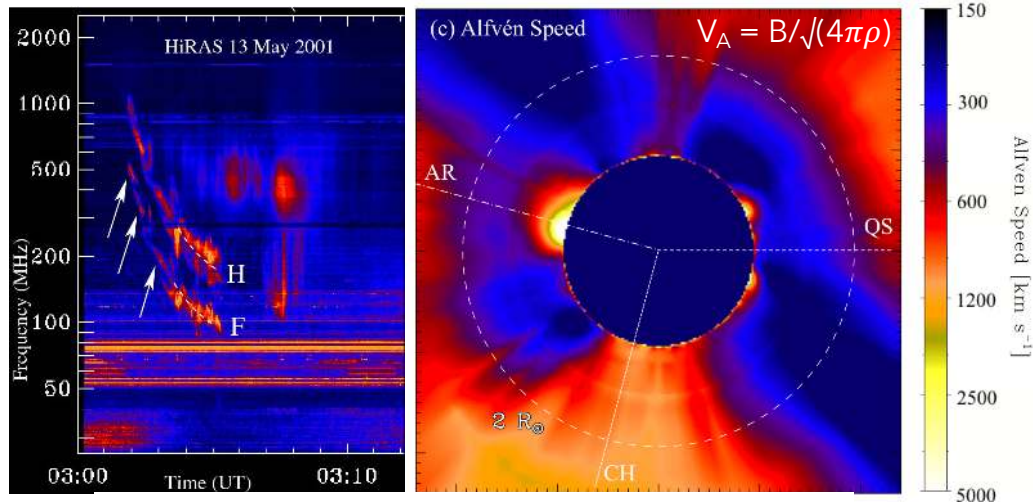 HiRAS 13 May 2001
2000
1000
500
200
100
50
Frequency (MHz)
H
F
03:00
03:10
Time (UT)
(c) Alfvén Speed
V_A = B/√(4πρ)
AR
QS
CH
2 R⊙
150
300
600
1200
2500
5000
Alfven Speed [km s⁻¹]